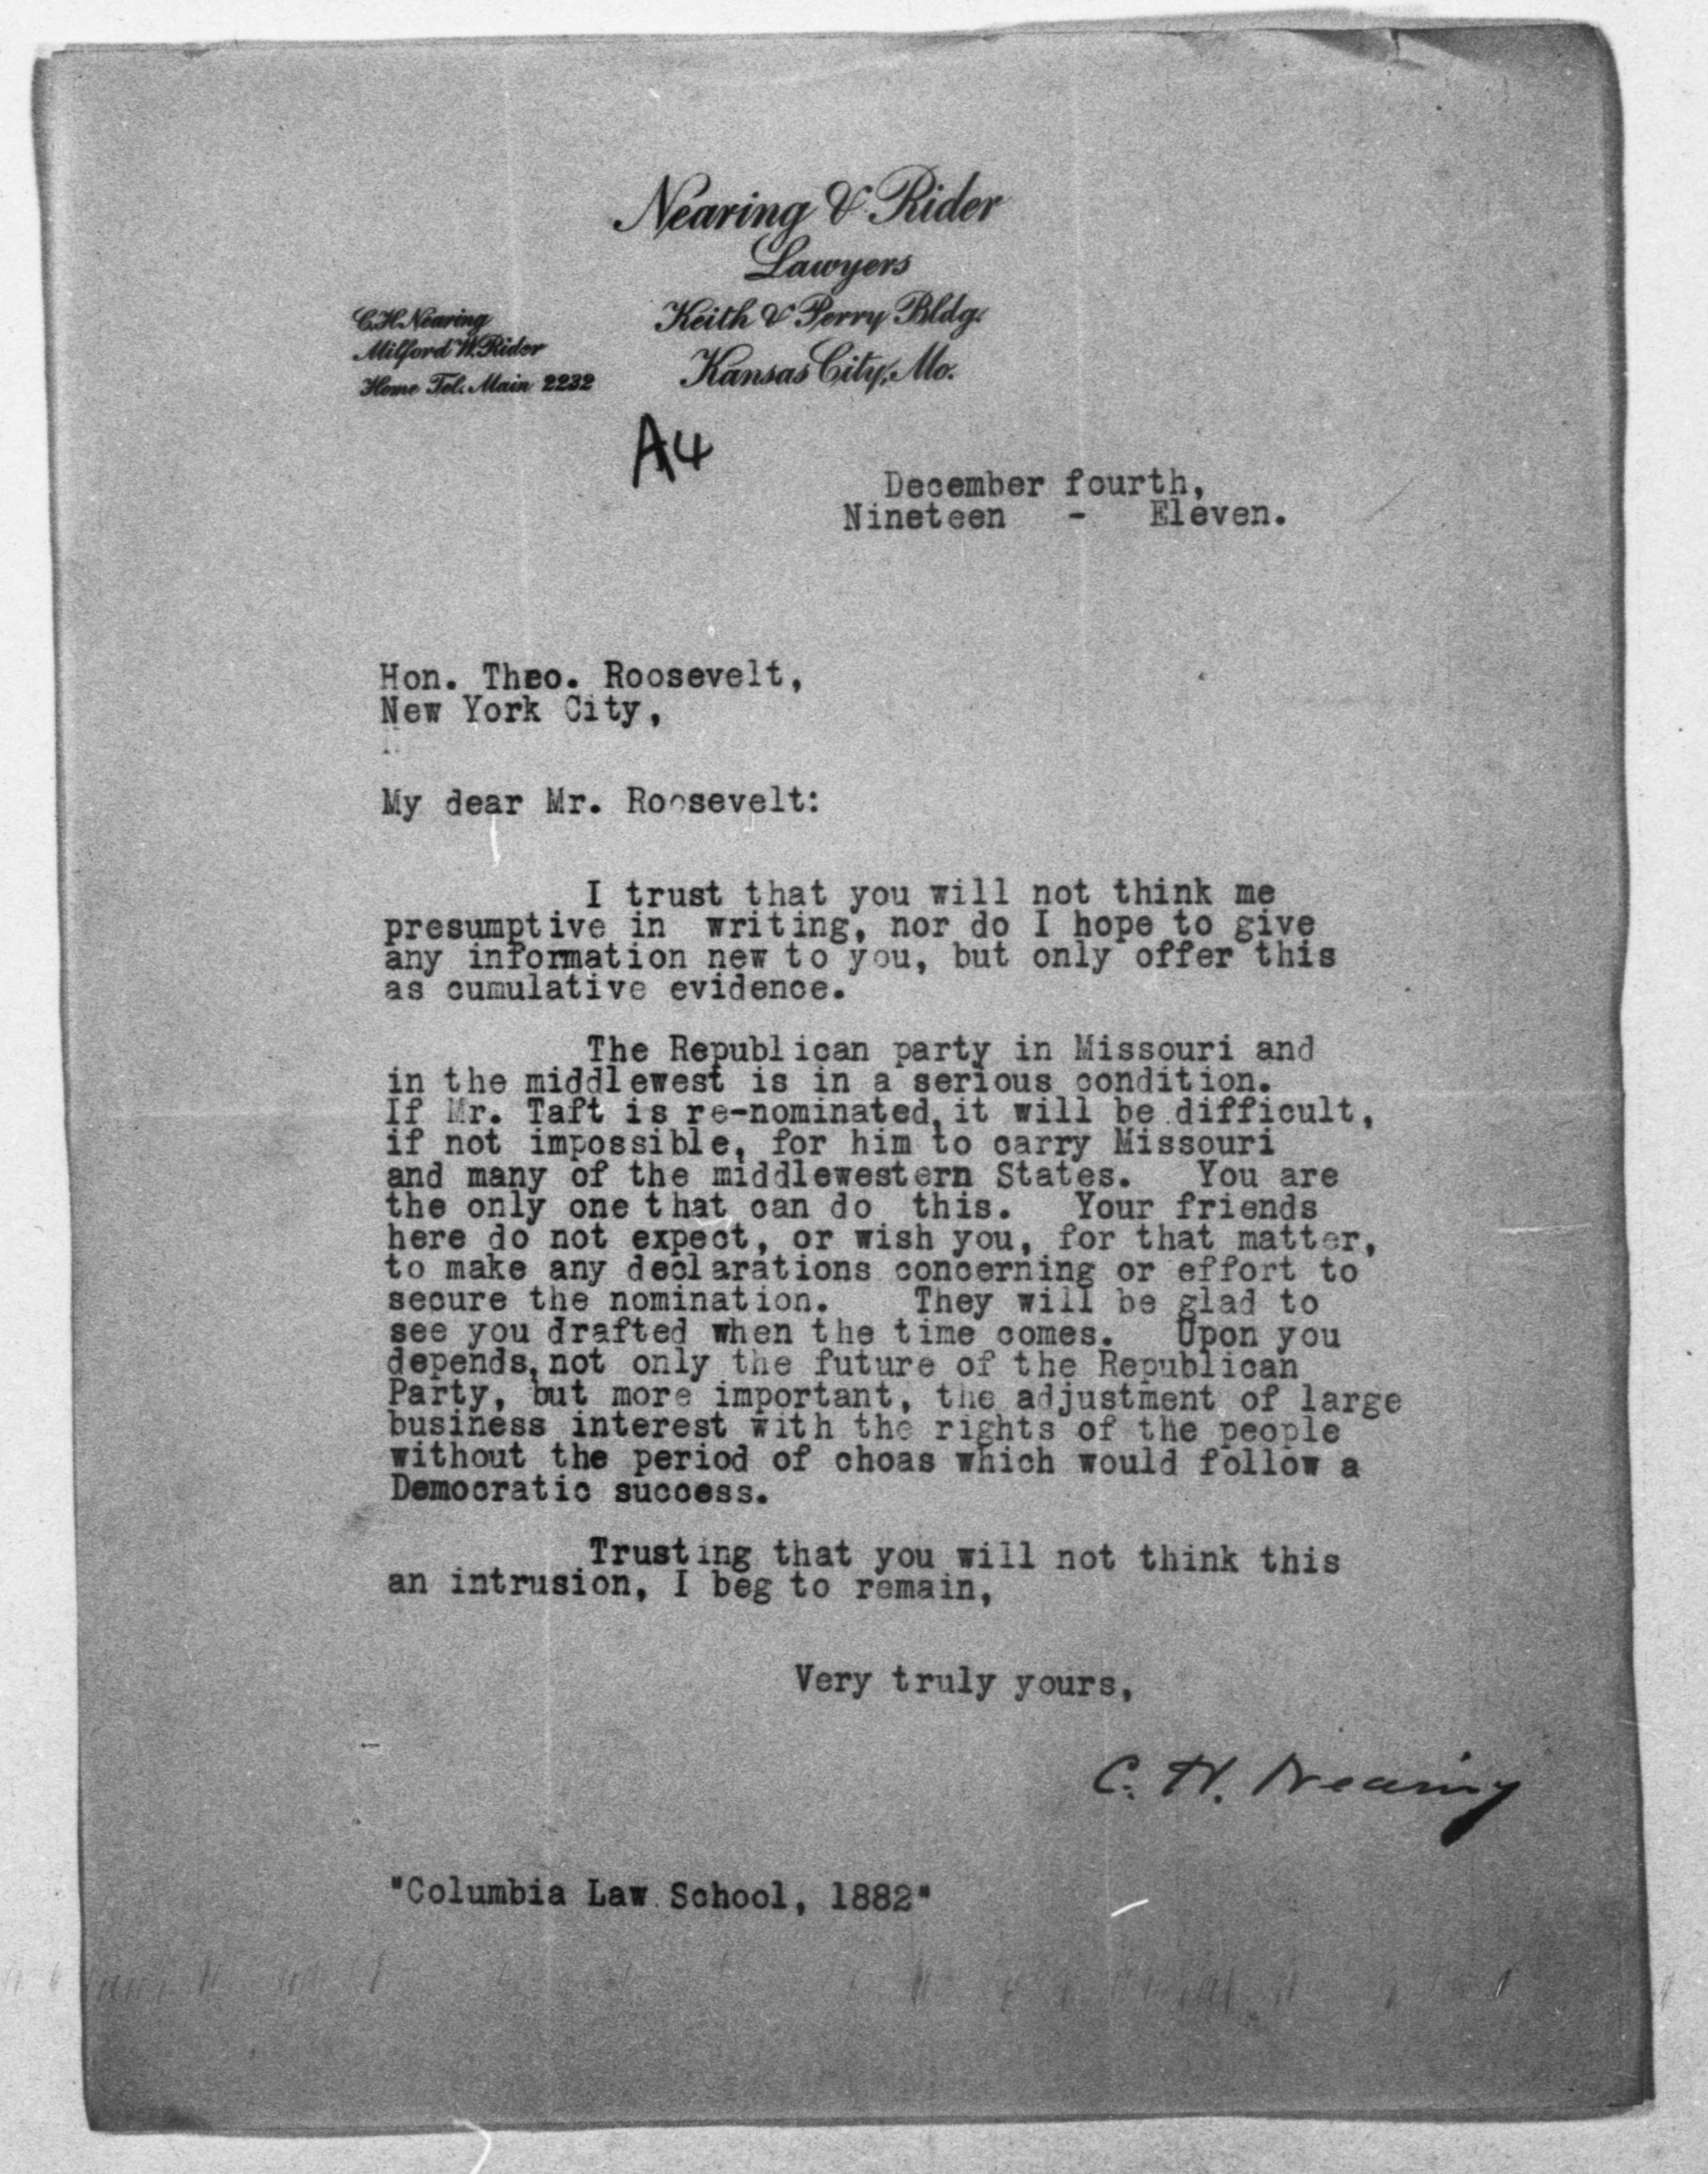 Nearing & Rider
Lawyers
Keith & Perry Bldg.
Kansas City, Mo.
C.H. Nearing
Milford W. Rider
Home Tel. Main 2232
A4
December fourth,
Nineteen - Eleven.
Hon. Theo. Roosevelt,
New York City,
My dear Mr. Roosevelt:
I trust that you will not think me
presumptive in writing, nor do I hope to give
any information new to you, but only offer this
as cumulative evidence.
The Republican party in Missouri and
in the middlewest is in a serious condition.
If Mr. Taft is re-nominated, it will be difficult,
if not impossible, for him to carry Missouri
and many of the middlewestern States. You are
the only one that can do this. Your friends
here do not expect, or wish you, for that matter,
to make any declarations concerning or effort to
secure the nomination. They will be glad to
see you drafted when the time comes. Upon you
depends, not only the future of the Republican
Party, but more important, the adjustment of large
business interest with the rights of the people
without the period of choas which would follow a
Democratic success.
Trusting that you will not think this
an intrusion, I beg to remain,
Very truly yours,
C. H. Nearing
"Columbia Law School, 1882"